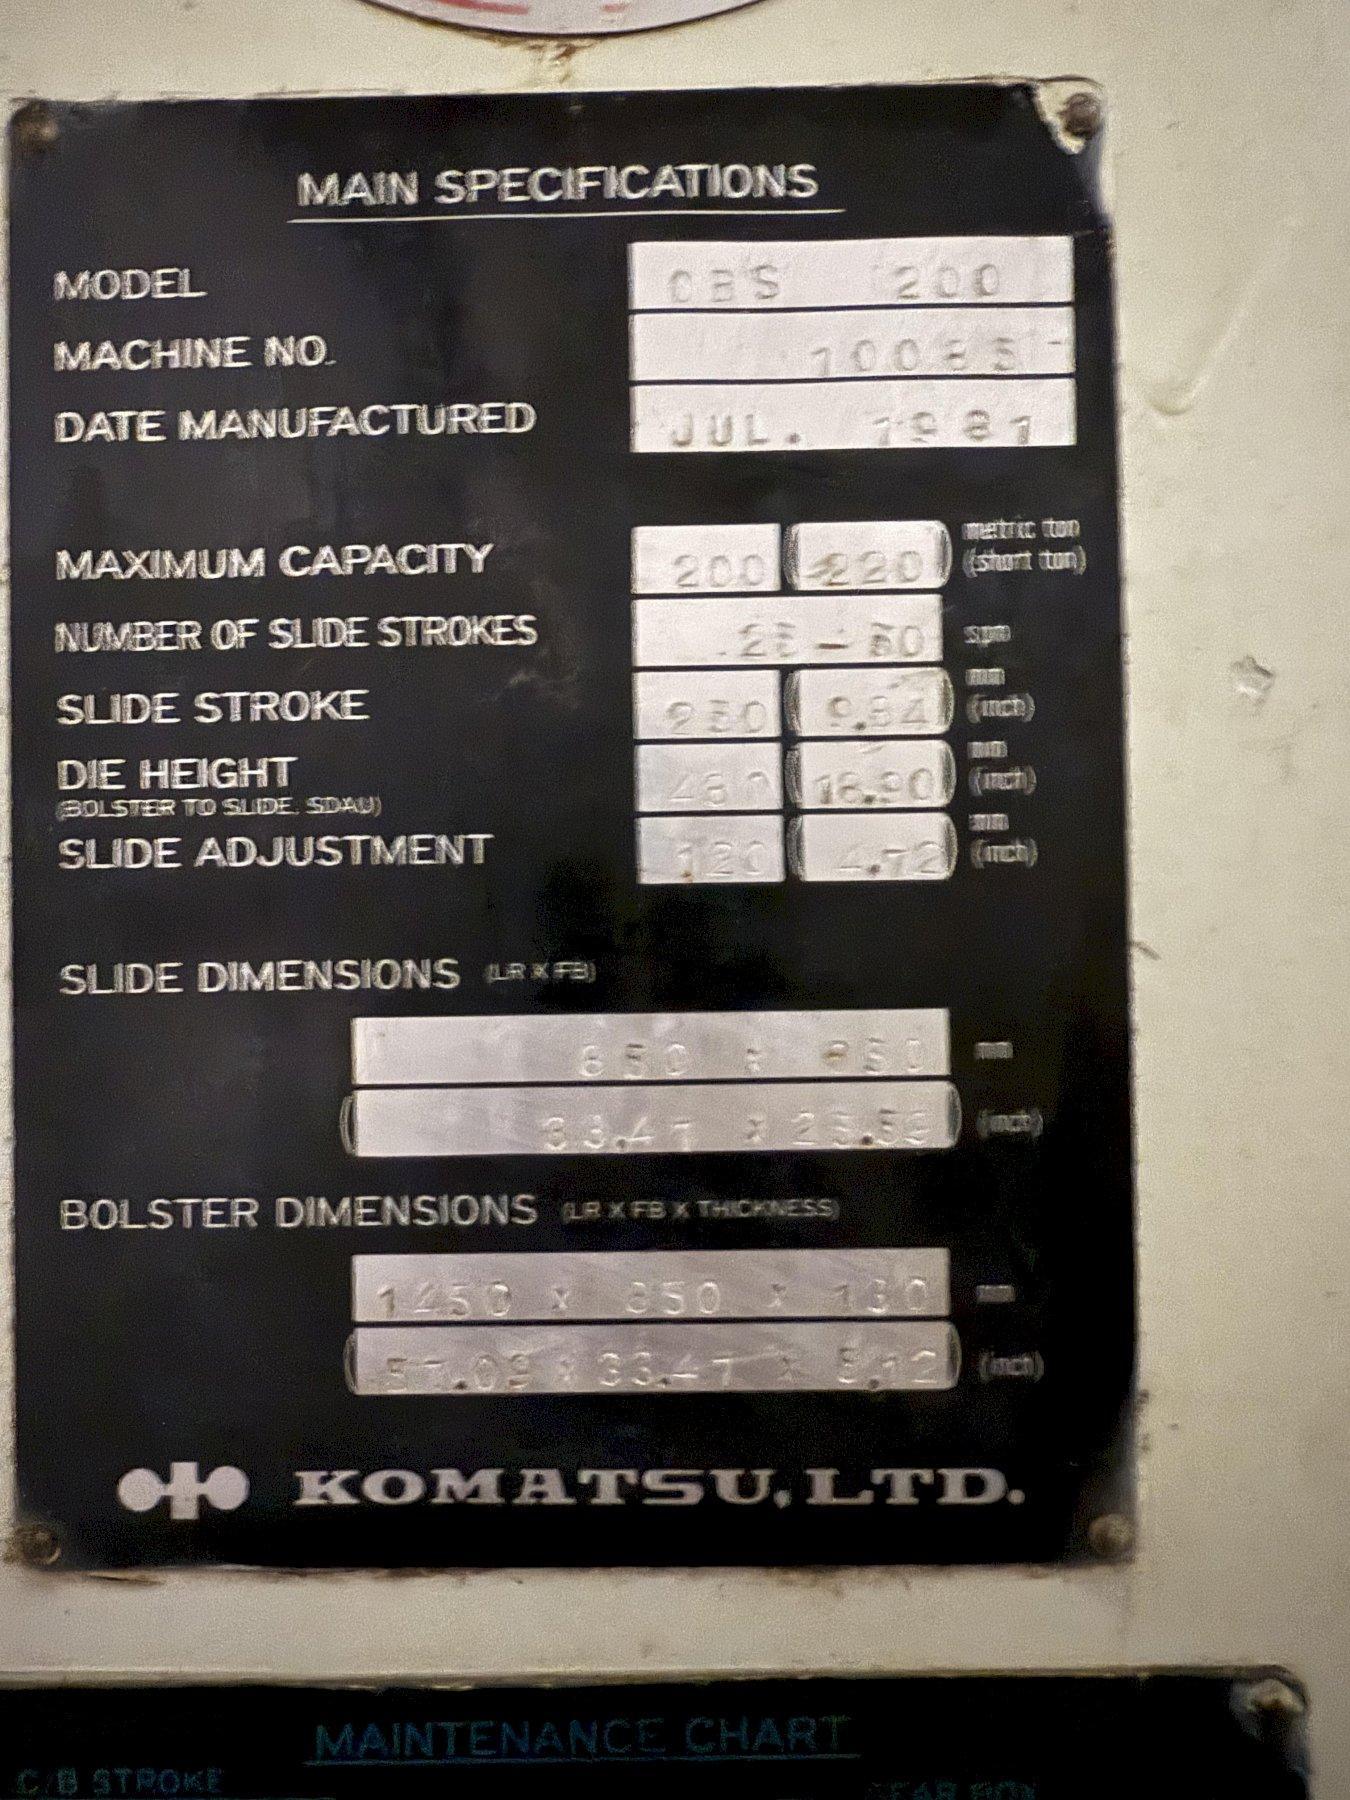 MAIN SPECIFICATIONS
MODEL OBS 200
MACHINE NO.
DATE MANUFACTURED JUL. 1981
MAXIMUM CAPACITY 200 (220) metric ton (short ton)
NUMBER OF SLIDE STROKES spm
SLIDE STROKE 250 (9.84) mm (inch)
DIE HEIGHT 480 (18.90) mm (inch)
(BOLSTER TO SLIDE. SDAU)
SLIDE ADJUSTMENT 120 (4.72) mm (inch)
SLIDE DIMENSIONS (LR X FB)
850 x 650 mm
(33.47 x 25.59) (inch)
BOLSTER DIMENSIONS (LR X FB X THICKNESS)
1450 x 850 x 130 mm
(57.09 x 33.47 x 5.12) (inch)
KOMATSU, LTD.
MAINTENANCE CHART
C/B STROKE